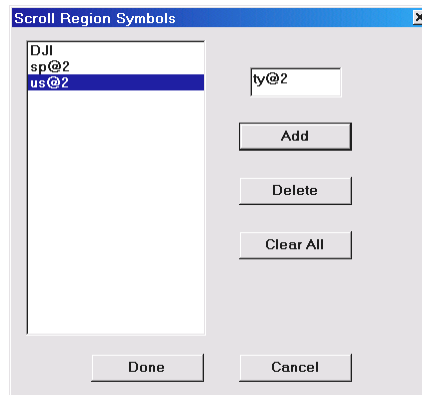 Scroll Region Symbols
DJI
sp@2
us@2
ty@2
Add
Delete
Clear All
Done
Cancel